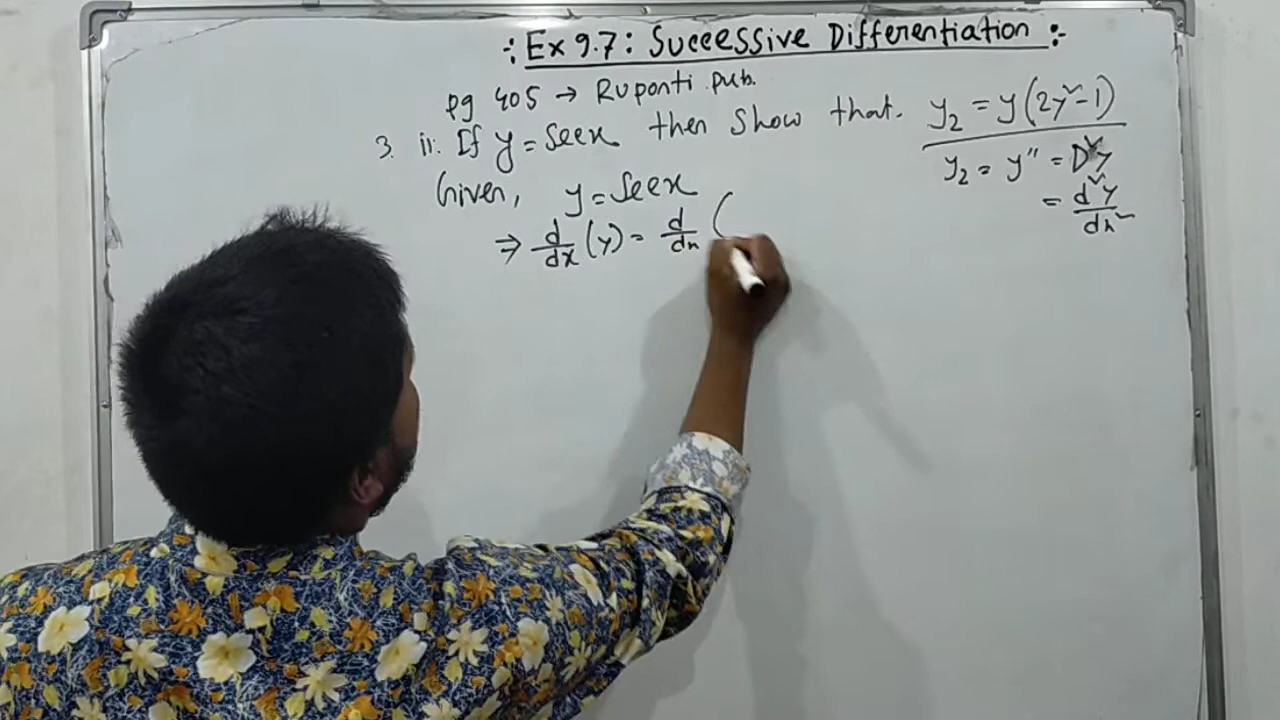 :Ex 9.7: Successive Differentiation:-
pg 405 → Ruponti pub.
3. ii. If y = Secx then Show that. y₂ = y(2y² - 1)
y₂ = y'' = D²y
= d²y/dx²
Given, y = Secx
⇒ d/dx (y) = d/dx (